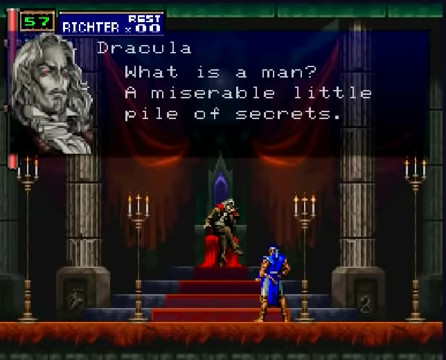 57
RICHTER
REST
×00
Dracula
What is a man?
A miserable little
pile of secrets.